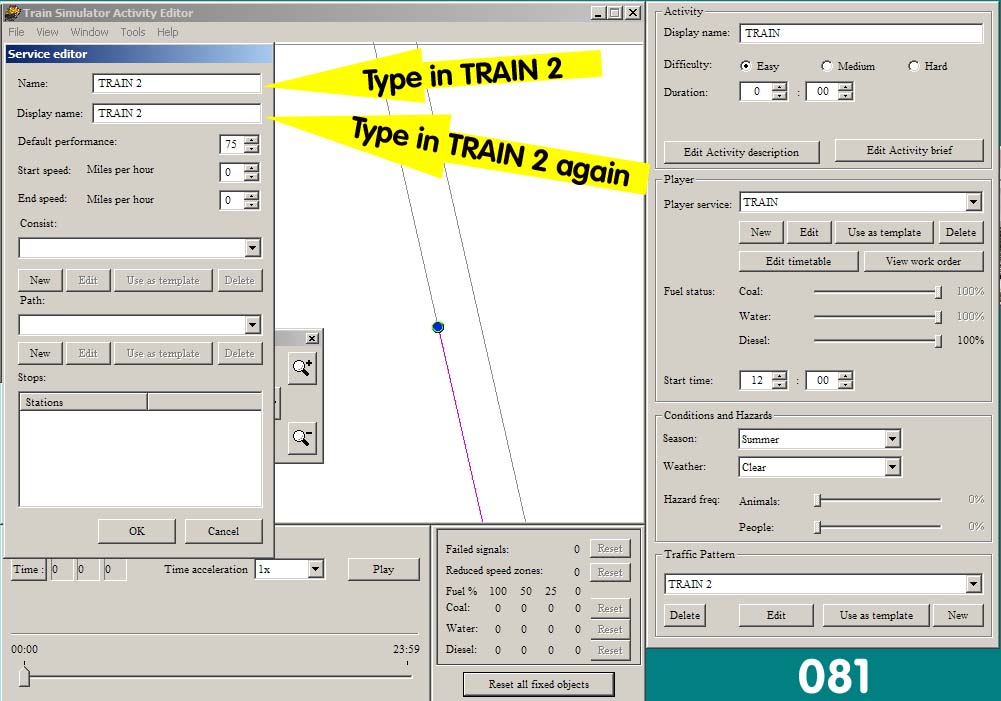 Train Simulator Activity Editor
File View Window Tools Help
Service editor
Name: TRAIN 2
Display name: TRAIN 2
Default performance: 75
Start speed: Miles per hour 0
End speed: Miles per hour 0
Consist:
New Edit Use as template Delete
Path:
New Edit Use as template Delete
Stops:
Stations
OK Cancel
Type in TRAIN 2
Type in TRAIN 2 again
Time : 0 0 0 Time acceleration 1x Play
00:00 23:59
Failed signals: 0 Reset
Reduced speed zones: 0 Reset
Fuel % 100 50 25 0
Coal: 0 0 0 0 Reset
Water: 0 0 0 0 Reset
Diesel: 0 0 0 0 Reset
Reset all fixed objects
Activity
Display name: TRAIN
Difficulty: Easy Medium Hard
Duration: 0 : 00
Edit Activity description Edit Activity brief
Player
Player service: TRAIN
New Edit Use as template Delete
Edit timetable View work order
Fuel status: Coal: 100%
Water: 100%
Diesel: 100%
Start time: 12 : 00
Conditions and Hazards
Season: Summer
Weather: Clear
Hazard freq: Animals: 0%
People: 0%
Traffic Pattern
TRAIN 2
Delete Edit Use as template New
081